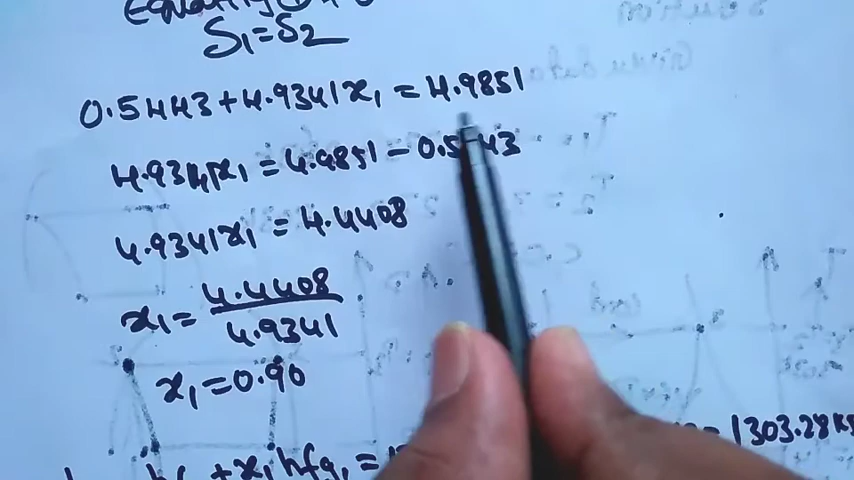 S1=S2
0.5443+4.9341x1 = 4.9851
4.9341x1 = 4.9851 - 0.5443
4.9341x1 = 4.4408
x1 = 4.4408
4.9341
x1=0.90
+x1hfg1=
= 1303.28